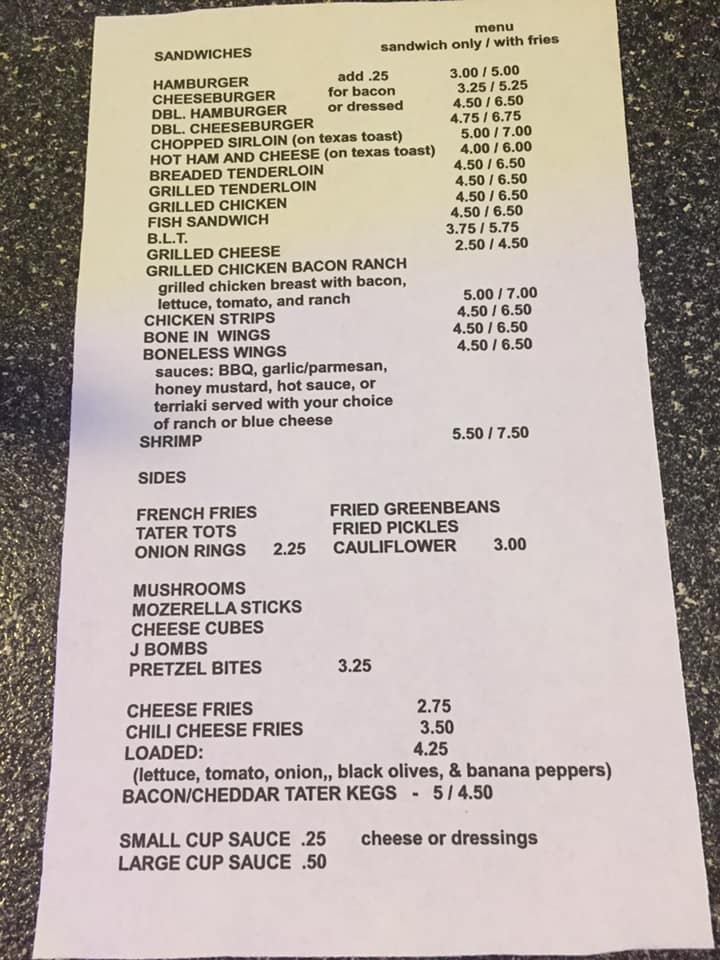 menu
SANDWICHES sandwich only / with fries
HAMBURGER add .25 3.00 / 5.00
CHEESEBURGER for bacon 3.25 / 5.25
DBL. HAMBURGER or dressed 4.50 / 6.50
DBL. CHEESEBURGER 4.75 / 6.75
CHOPPED SIRLOIN (on texas toast) 5.00 / 7.00
HOT HAM AND CHEESE (on texas toast) 4.00 / 6.00
BREADED TENDERLOIN 4.50 / 6.50
GRILLED TENDERLOIN 4.50 / 6.50
GRILLED CHICKEN 4.50 / 6.50
FISH SANDWICH 4.50 / 6.50
B.L.T. 3.75 / 5.75
GRILLED CHEESE 2.50 / 4.50
GRILLED CHICKEN BACON RANCH
grilled chicken breast with bacon,
lettuce, tomato, and ranch 5.00 / 7.00
CHICKEN STRIPS 4.50 / 6.50
BONE IN WINGS 4.50 / 6.50
BONELESS WINGS 4.50 / 6.50
sauces: BBQ, garlic/parmesan,
honey mustard, hot sauce, or
terriaki served with your choice
of ranch or blue cheese
SHRIMP 5.50 / 7.50
SIDES
FRENCH FRIES FRIED GREENBEANS
TATER TOTS FRIED PICKLES
ONION RINGS 2.25 CAULIFLOWER 3.00
MUSHROOMS
MOZERELLA STICKS
CHEESE CUBES
J BOMBS
PRETZEL BITES 3.25
CHEESE FRIES 2.75
CHILI CHEESE FRIES 3.50
LOADED: 4.25
(lettuce, tomato, onion,, black olives, & banana peppers)
BACON/CHEDDAR TATER KEGS - 5 / 4.50
SMALL CUP SAUCE .25 cheese or dressings
LARGE CUP SAUCE .50